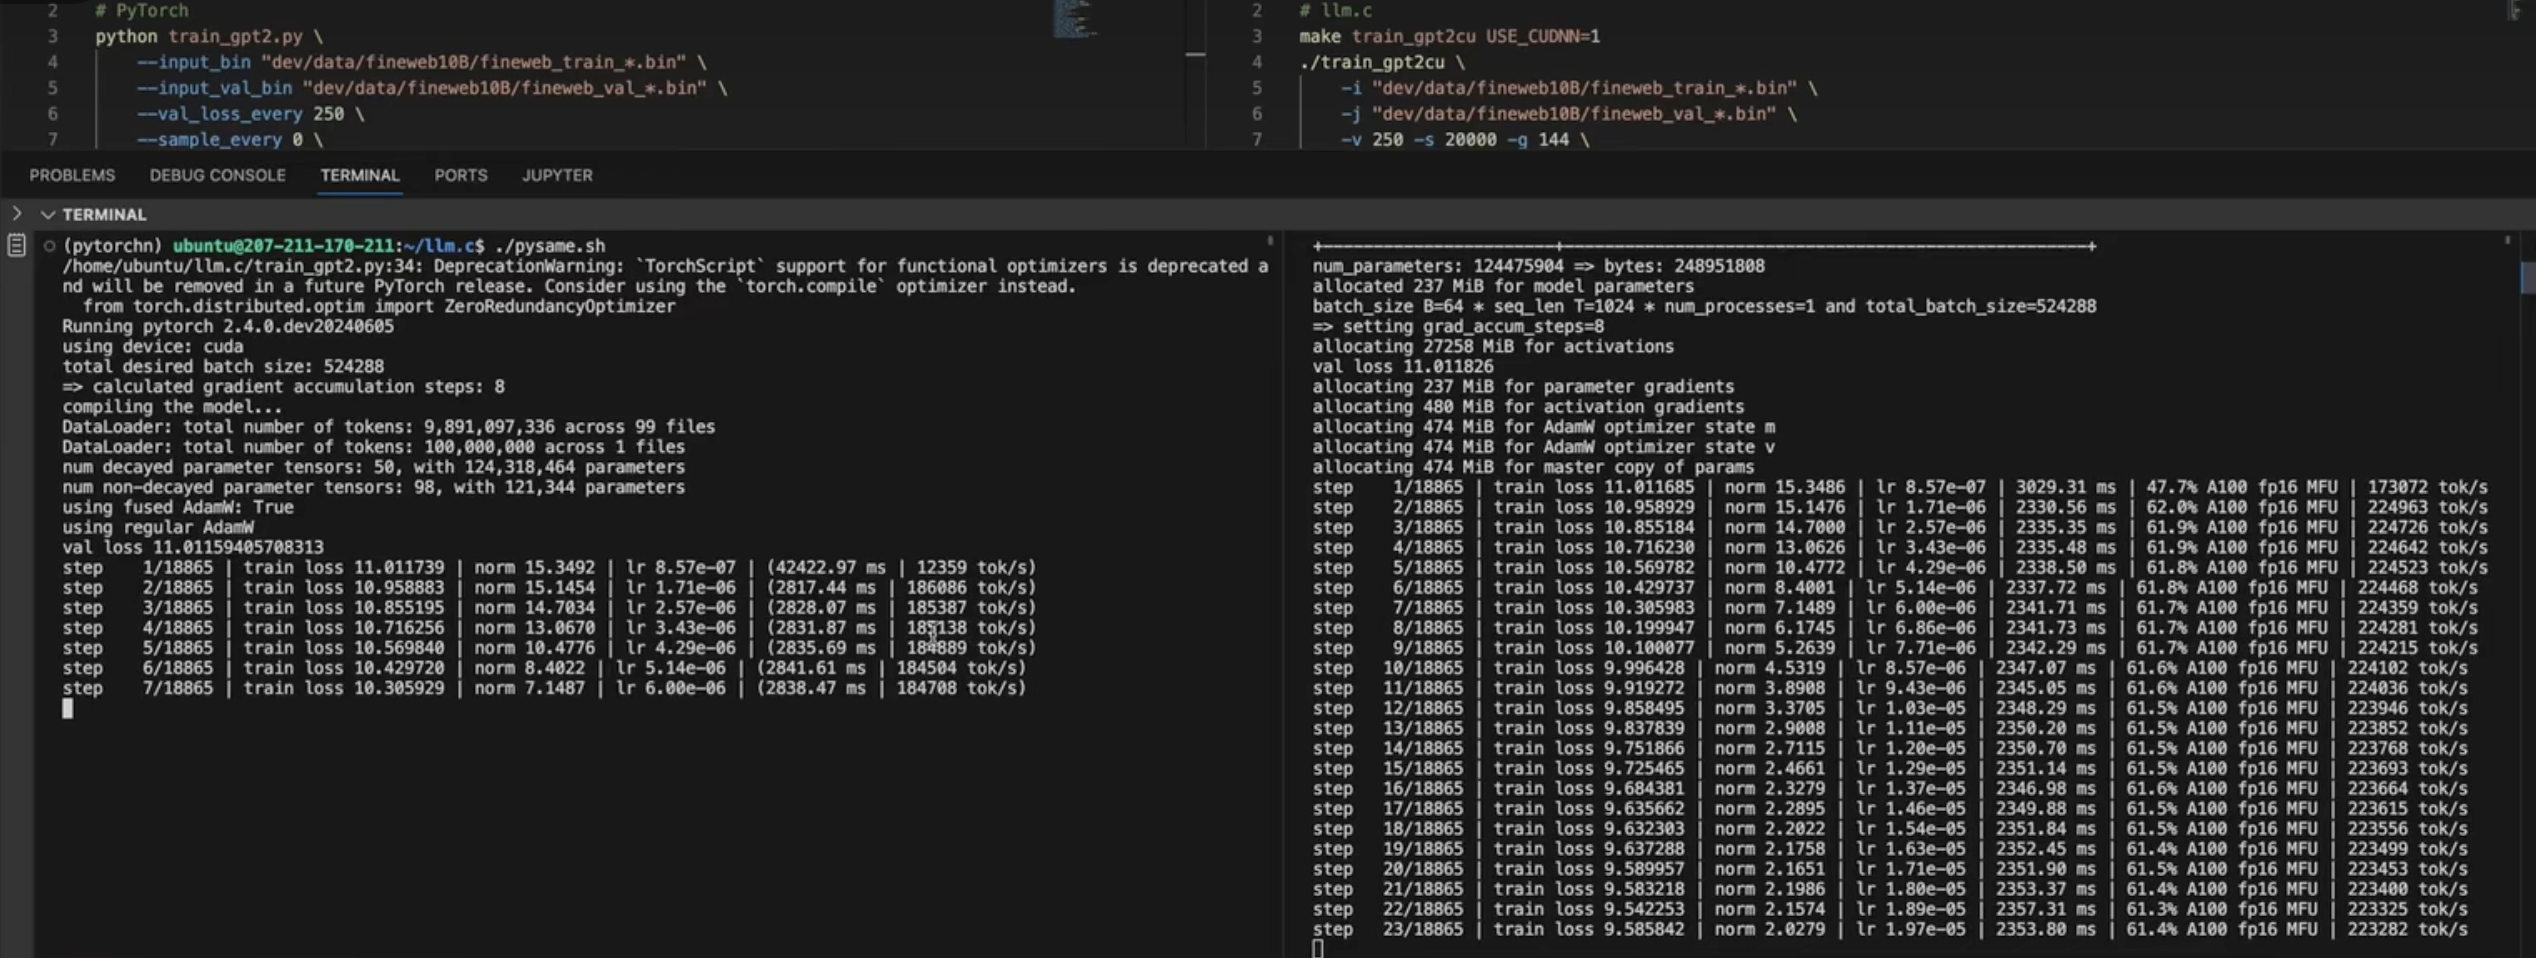 2 # PyTorch
3 python train_gpt2.py \
4 --input_bin "dev/data/fineweb10B/fineweb_train_*.bin" \
5 --input_val_bin "dev/data/fineweb10B/fineweb_val_*.bin" \
6 --val_loss_every 250 \
7 --sample_every 0 \
2 # llm.c
3 make train_gpt2cu USE_CUDNN=1
4 ./train_gpt2cu \
5 -i "dev/data/fineweb10B/fineweb_train_*.bin" \
6 -j "dev/data/fineweb10B/fineweb_val_*.bin" \
7 -v 250 -s 20000 -g 144 \
PROBLEMS DEBUG CONSOLE TERMINAL PORTS JUPYTER
TERMINAL
(pytorchn) ubuntu@207-211-170-211:~/llm.c$ ./pysame.sh
/home/ubuntu/llm.c/train_gpt2.py:34: DeprecationWarning: `TorchScript` support for functional optimizers is deprecated a
nd will be removed in a future PyTorch release. Consider using the `torch.compile` optimizer instead.
from torch.distributed.optim import ZeroRedundancyOptimizer
Running pytorch 2.4.0.dev20240605
using device: cuda
total desired batch size: 524288
=> calculated gradient accumulation steps: 8
compiling the model...
DataLoader: total number of tokens: 9,891,097,336 across 99 files
DataLoader: total number of tokens: 100,000,000 across 1 files
num decayed parameter tensors: 50, with 124,318,464 parameters
num non-decayed parameter tensors: 98, with 121,344 parameters
using fused AdamW: True
using regular AdamW
val loss 11.01159405708313
step 1/18865 | train loss 11.011739 | norm 15.3492 | lr 8.57e-07 | (42422.97 ms | 12359 tok/s)
step 2/18865 | train loss 10.958883 | norm 15.1454 | lr 1.71e-06 | (2817.44 ms | 186086 tok/s)
step 3/18865 | train loss 10.855195 | norm 14.7034 | lr 2.57e-06 | (2828.07 ms | 185387 tok/s)
step 4/18865 | train loss 10.716256 | norm 13.0670 | lr 3.43e-06 | (2831.87 ms | 185138 tok/s)
step 5/18865 | train loss 10.569840 | norm 10.4776 | lr 4.29e-06 | (2835.69 ms | 184889 tok/s)
step 6/18865 | train loss 10.429720 | norm 8.4022 | lr 5.14e-06 | (2841.61 ms | 184504 tok/s)
step 7/18865 | train loss 10.305929 | norm 7.1487 | lr 6.00e-06 | (2838.47 ms | 184708 tok/s)
num_parameters: 124475904 => bytes: 248951808
allocated 237 MiB for model parameters
batch_size B=64 * seq_len T=1024 * num_processes=1 and total_batch_size=524288
=> setting grad_accum_steps=8
allocating 27258 MiB for activations
val loss 11.011826
allocating 237 MiB for parameter gradients
allocating 480 MiB for activation gradients
allocating 474 MiB for AdamW optimizer state m
allocating 474 MiB for AdamW optimizer state v
allocating 474 MiB for master copy of params
step 1/18865 | train loss 11.011685 | norm 15.3486 | lr 8.57e-07 | 3029.31 ms | 47.7% A100 fp16 MFU | 173072 tok/s
step 2/18865 | train loss 10.958929 | norm 15.1476 | lr 1.71e-06 | 2330.56 ms | 62.0% A100 fp16 MFU | 224963 tok/s
step 3/18865 | train loss 10.855184 | norm 14.7000 | lr 2.57e-06 | 2335.35 ms | 61.9% A100 fp16 MFU | 224726 tok/s
step 4/18865 | train loss 10.716230 | norm 13.0626 | lr 3.43e-06 | 2335.48 ms | 61.9% A100 fp16 MFU | 224642 tok/s
step 5/18865 | train loss 10.569782 | norm 10.4772 | lr 4.29e-06 | 2338.50 ms | 61.8% A100 fp16 MFU | 224523 tok/s
step 6/18865 | train loss 10.429737 | norm 8.4001 | lr 5.14e-06 | 2337.72 ms | 61.8% A100 fp16 MFU | 224468 tok/s
step 7/18865 | train loss 10.305983 | norm 7.1489 | lr 6.00e-06 | 2341.71 ms | 61.7% A100 fp16 MFU | 224359 tok/s
step 8/18865 | train loss 10.199947 | norm 6.1745 | lr 6.86e-06 | 2341.73 ms | 61.7% A100 fp16 MFU | 224281 tok/s
step 9/18865 | train loss 10.100077 | norm 5.2639 | lr 7.71e-06 | 2342.29 ms | 61.7% A100 fp16 MFU | 224215 tok/s
step 10/18865 | train loss 9.996428 | norm 4.5319 | lr 8.57e-06 | 2347.07 ms | 61.6% A100 fp16 MFU | 224102 tok/s
step 11/18865 | train loss 9.919272 | norm 3.8908 | lr 9.43e-06 | 2345.05 ms | 61.6% A100 fp16 MFU | 224036 tok/s
step 12/18865 | train loss 9.858495 | norm 3.3705 | lr 1.03e-05 | 2348.29 ms | 61.5% A100 fp16 MFU | 223946 tok/s
step 13/18865 | train loss 9.837839 | norm 2.9008 | lr 1.11e-05 | 2350.20 ms | 61.5% A100 fp16 MFU | 223852 tok/s
step 14/18865 | train loss 9.751866 | norm 2.7115 | lr 1.20e-05 | 2350.70 ms | 61.5% A100 fp16 MFU | 223768 tok/s
step 15/18865 | train loss 9.725465 | norm 2.4661 | lr 1.29e-05 | 2351.14 ms | 61.5% A100 fp16 MFU | 223693 tok/s
step 16/18865 | train loss 9.684381 | norm 2.3279 | lr 1.37e-05 | 2346.98 ms | 61.6% A100 fp16 MFU | 223664 tok/s
step 17/18865 | train loss 9.635662 | norm 2.2895 | lr 1.46e-05 | 2349.88 ms | 61.5% A100 fp16 MFU | 223615 tok/s
step 18/18865 | train loss 9.632303 | norm 2.2022 | lr 1.54e-05 | 2351.84 ms | 61.5% A100 fp16 MFU | 223556 tok/s
step 19/18865 | train loss 9.637288 | norm 2.1758 | lr 1.63e-05 | 2352.45 ms | 61.4% A100 fp16 MFU | 223499 tok/s
step 20/18865 | train loss 9.589957 | norm 2.1651 | lr 1.71e-05 | 2351.90 ms | 61.5% A100 fp16 MFU | 223453 tok/s
step 21/18865 | train loss 9.583218 | norm 2.1986 | lr 1.80e-05 | 2353.37 ms | 61.4% A100 fp16 MFU | 223400 tok/s
step 22/18865 | train loss 9.542253 | norm 2.1574 | lr 1.89e-05 | 2357.31 ms | 61.3% A100 fp16 MFU | 223325 tok/s
step 23/18865 | train loss 9.585842 | norm 2.0279 | lr 1.97e-05 | 2353.80 ms | 61.4% A100 fp16 MFU | 223282 tok/s